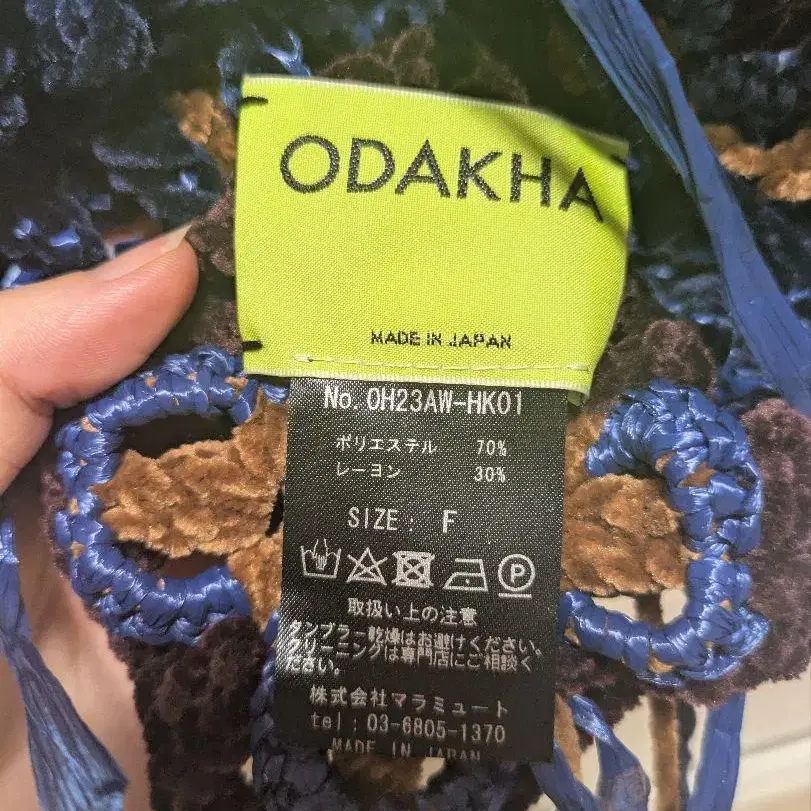 ODAKHA
MADE IN JAPAN
No. OH23AW-HK01
ポリエステル 70%
レーヨン 30%
SIZE: F
P
取扱い上の注意
タンブラー乾燥はお避けください。
クリーニングは専門店にご相談く
ださい。
株式会社マラミュート
tel: 03-6805-1370
MADE IN JAPAN